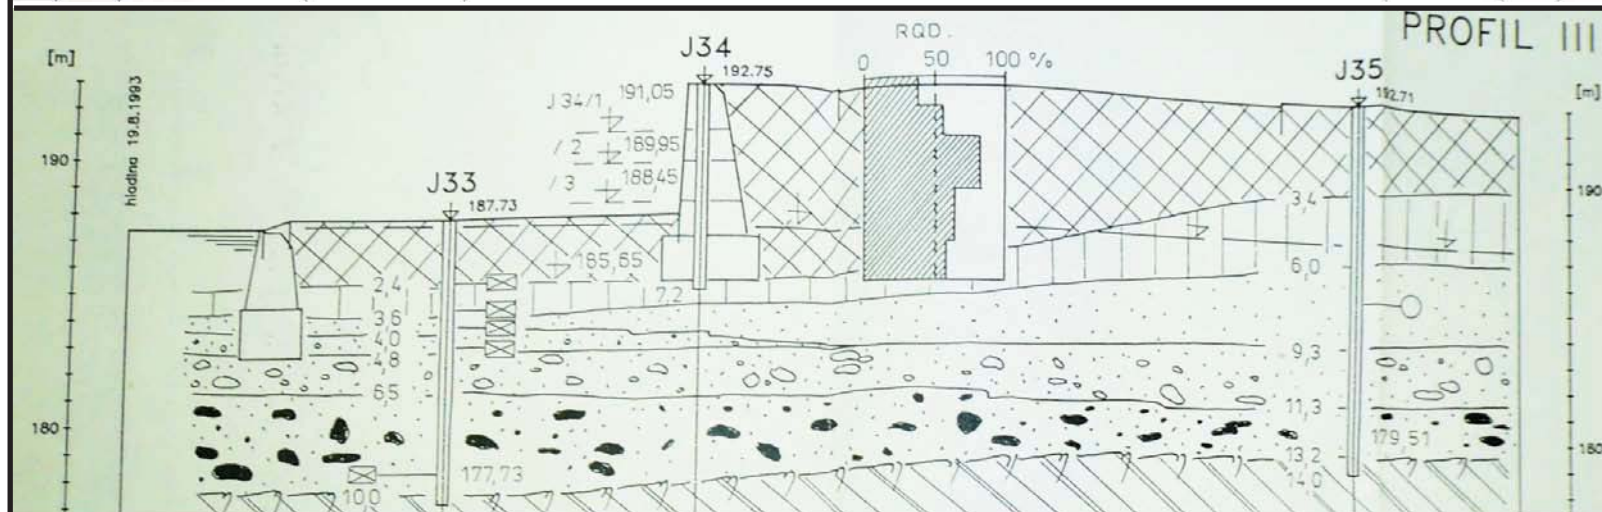 PROFIL III
[m]
hladina 19.8.1993
RQD.
0 50 100 %
J34
192.75
J35
192.71
[m]
J 34/1 191,05
/ 2 189,95
/ 3 188,45
190
190
J33
187.73
3,4
185,65
6,0
2,4
7,2
3,6
4,0
4,8
9,3
6,5
11,3
180
179,51
180
13,2
177,73
14,0
10,0